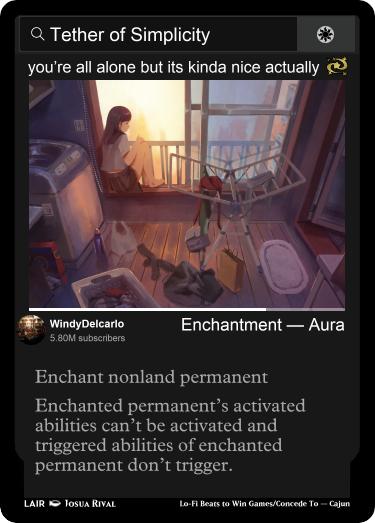 Tether of Simplicity
you're all alone but its kinda nice actually
WindyDelcarlo
5.80M subscribers
Enchantment — Aura
Enchant nonland permanent
Enchanted permanent's activated
abilities can't be activated and
triggered abilities of enchanted
permanent don't trigger.
LAIR Josua Rival
Lo-Fi Beats to Win Games/Concede To — Cajun